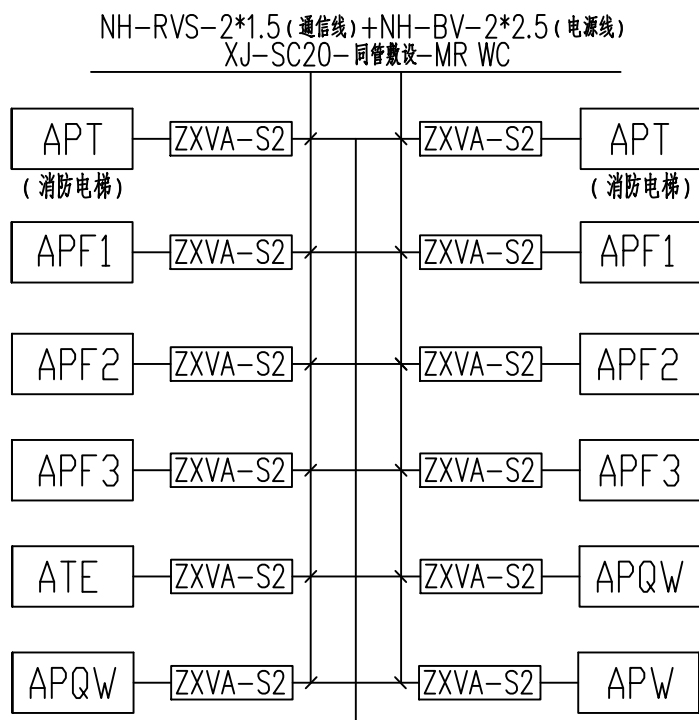 NH-RVS-2*1.5(通信线)+NH-BV-2*2.5(电源线)
XJ-SC20-同管敷设-MR WC
APT ZXVA-S2 ZXVA-S2 APT
(消防电梯) (消防电梯)
APF1 ZXVA-S2 ZXVA-S2 APF1
APF2 ZXVA-S2 ZXVA-S2 APF2
APF3 ZXVA-S2 ZXVA-S2 APF3
ATE ZXVA-S2 ZXVA-S2 APQW
APQW ZXVA-S2 ZXVA-S2 APW